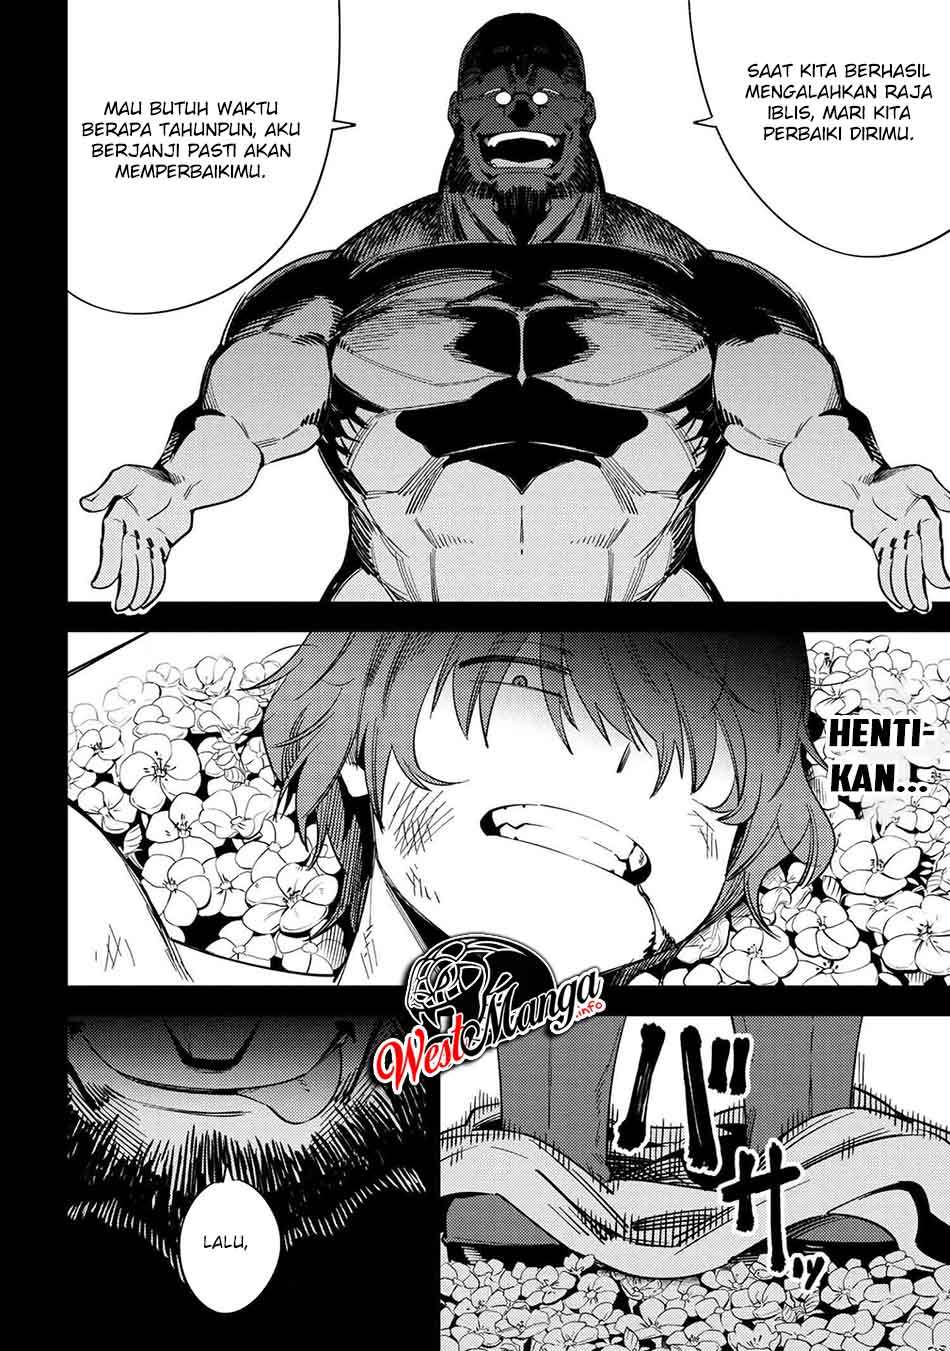 SAAT KITA BERHASIL
MENGALAHKAN RAJA
IBLIS, MARI KITA
PERBAIKI DIRIMU.
MAU BUTUH WAKTU
BERAPA TAHUNPUN, AKU
BERJANJI PASTI AKAN
MEMPERBAIKIMU.
HENTI-
KAN...
WestManga
.info
バサッ
LALU,